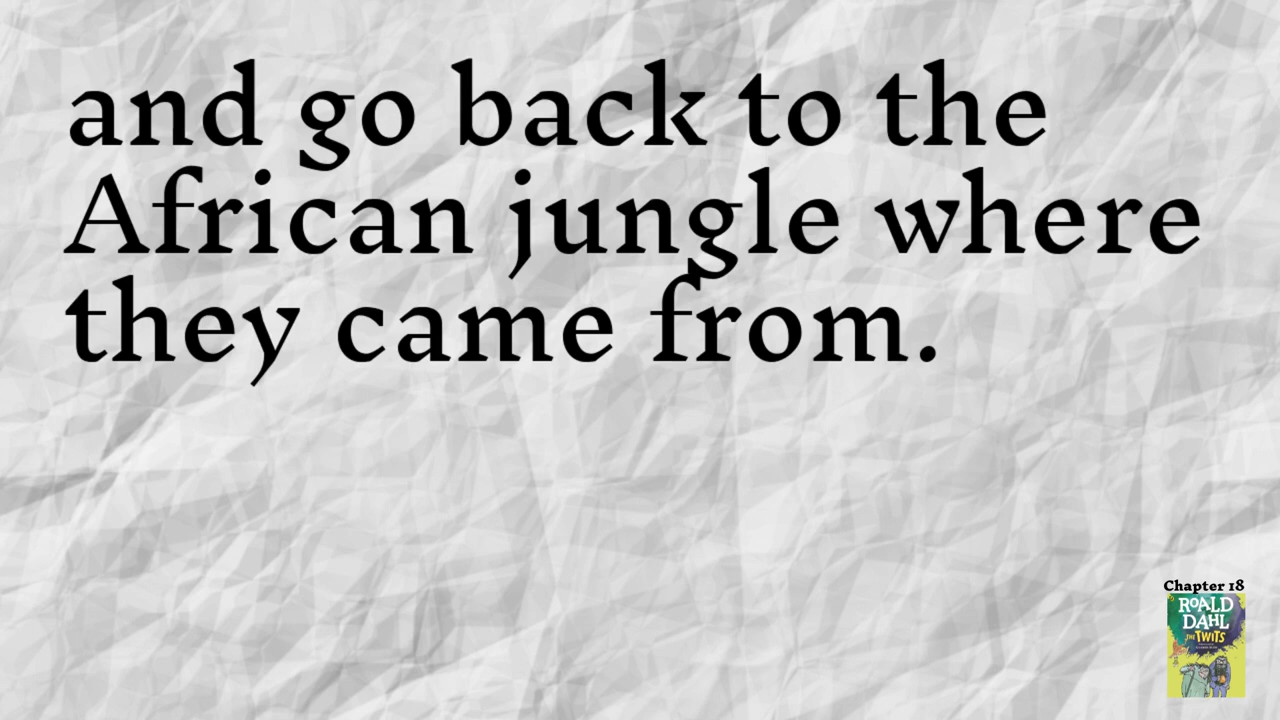 and go back to the
African jungle where
they came from.
Chapter 18
ROALD
DAHL
THE TWITS